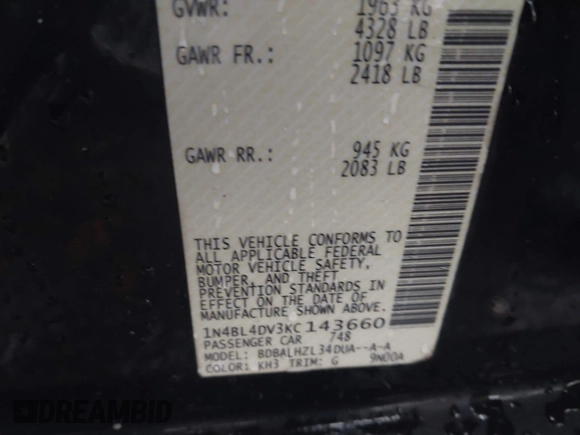 GVWR: 1963 KG
4328 LB
GAWR FR.: 1097 KG
2418 LB
GAWR RR.: 945 KG
2083 LB
THIS VEHICLE CONFORMS TO
ALL APPLICABLE FEDERAL
MOTOR VEHICLE SAFETY,
BUMPER, AND THEFT
PREVENTION STANDARDS IN
EFFECT ON THE DATE OF
MANUFACTURE SHOWN ABOVE.
1N4BL4DV3KC143660
PASSENGER CAR 748
MODEL: BDBALHZL34DUA--A-A
COLOR: KH3 TRIM: G 9N00A
DREAMBID